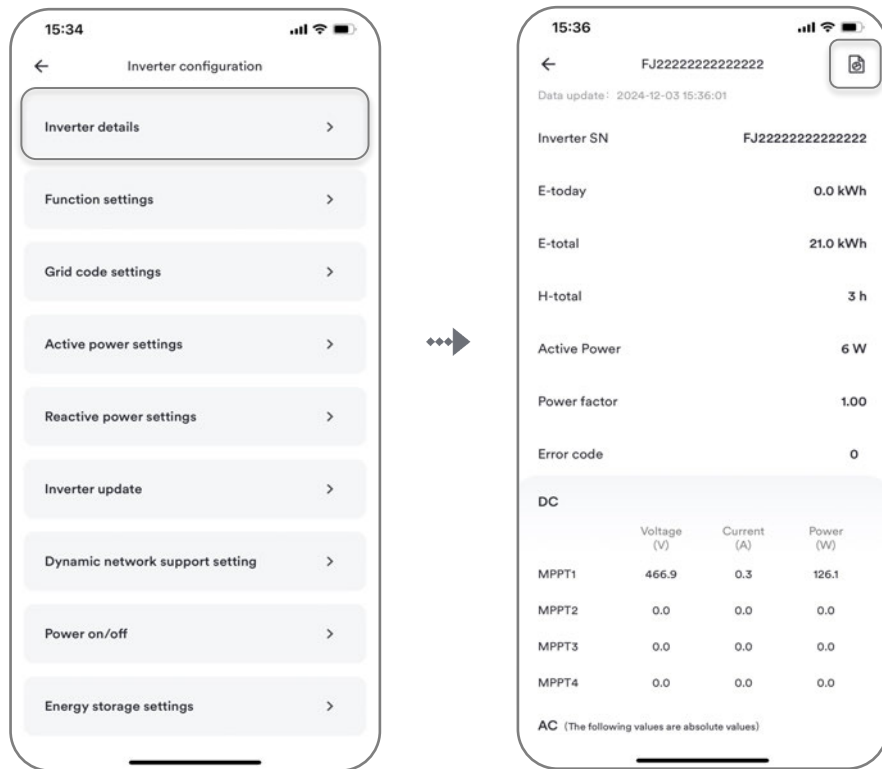 15:34
Inverter configuration
Inverter details
Function settings
Grid code settings
Active power settings
Reactive power settings
Inverter update
Dynamic network support setting
Power on/off
Energy storage settings
15:36
FJ22222222222222
Data update: 2024-12-03 15:36:01
Inverter SN FJ22222222222222
E-today 0.0 kWh
E-total 21.0 kWh
H-total 3 h
Active Power 6 W
Power factor 1.00
Error code 0
DC
Voltage (V) Current (A) Power (W)
MPPT1 466.9 0.3 126.1
MPPT2 0.0 0.0 0.0
MPPT3 0.0 0.0 0.0
MPPT4 0.0 0.0 0.0
AC (The following values are absolute values)